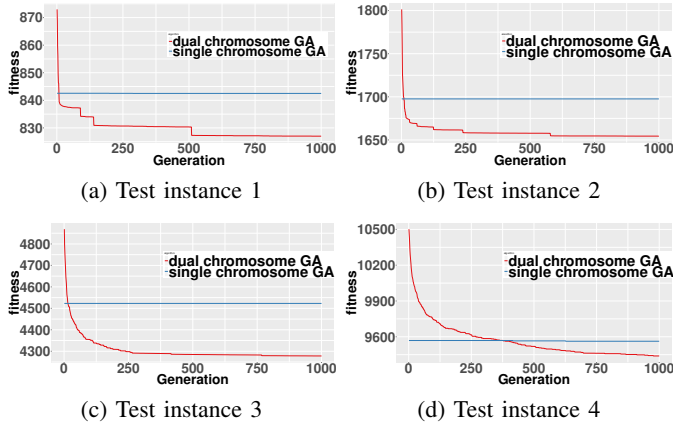 870
860
850
840
830
fitness
dual chromosome GA
single chromosome GA
0 250 500 750 1000
Generation
(a) Test instance 1
1800
1750
1700
1650
fitness
dual chromosome GA
single chromosome GA
0 250 500 750 1000
Generation
(b) Test instance 2
4800
4700
4600
4500
4400
4300
fitness
dual chromosome GA
single chromosome GA
0 250 500 750 1000
Generation
(c) Test instance 3
10500
10200
9900
9600
fitness
dual chromosome GA
single chromosome GA
0 250 500 750 1000
Generation
(d) Test instance 4